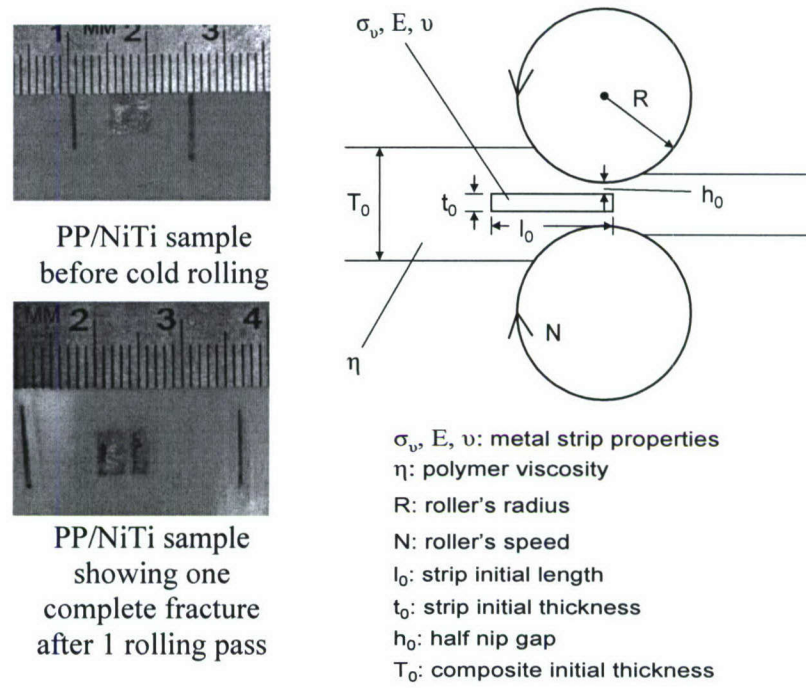 1 MM 2 3
PP/NiTi sample
before cold rolling
MM 2 3 4
PP/NiTi sample
showing one
complete fracture
after 1 rolling pass
σᵤ, E, υ
R
T₀
t₀
h₀
l₀
N
η
σᵤ, E, υ: metal strip properties
η: polymer viscosity
R: roller's radius
N: roller's speed
l₀: strip initial length
t₀: strip initial thickness
h₀: half nip gap
T₀: composite initial thickness